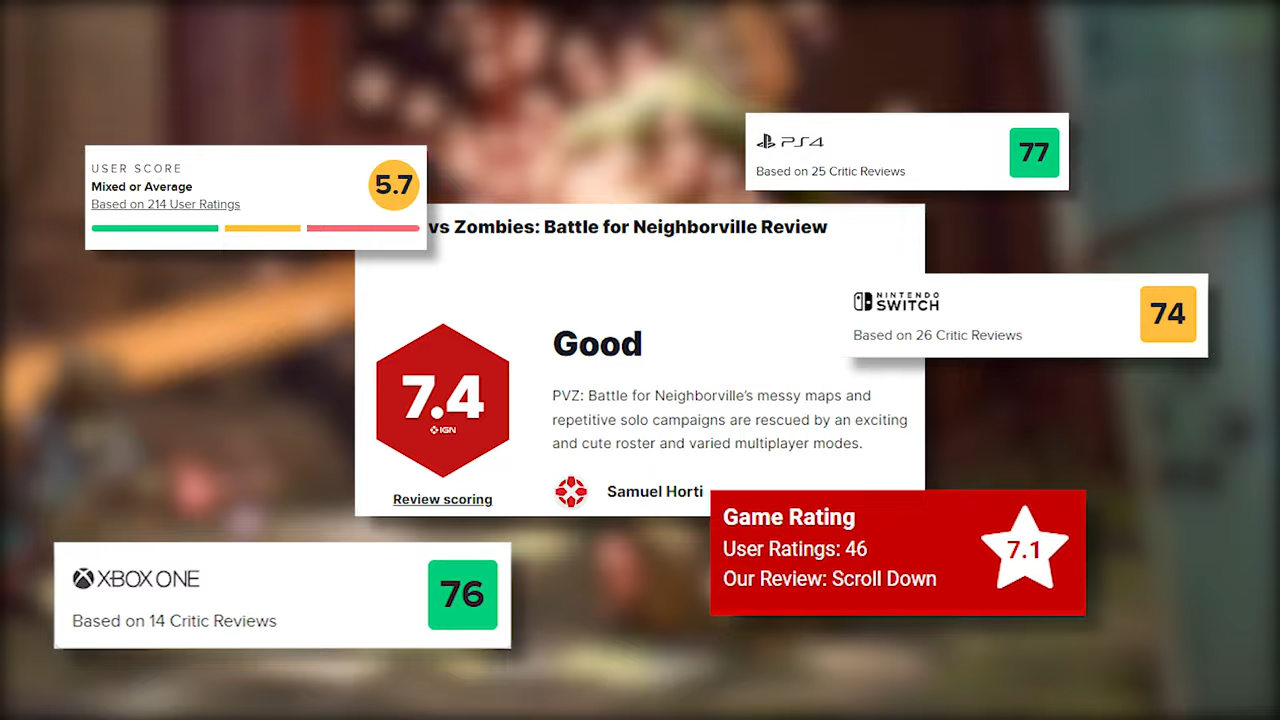 USER SCORE
Mixed or Average
Based on 214 User Ratings
5.7
PS4
Based on 25 Critic Reviews
77
vs Zombies: Battle for Neighborville Review
NINTENDO
SWITCH
Based on 26 Critic Reviews
74
7.4
IGN
Review scoring
Good
PVZ: Battle for Neighborville's messy maps and
repetitive solo campaigns are rescued by an exciting
and cute roster and varied multiplayer modes.
Samuel Horti
Game Rating
User Ratings: 46
Our Review: Scroll Down
7.1
XBOX ONE
Based on 14 Critic Reviews
76